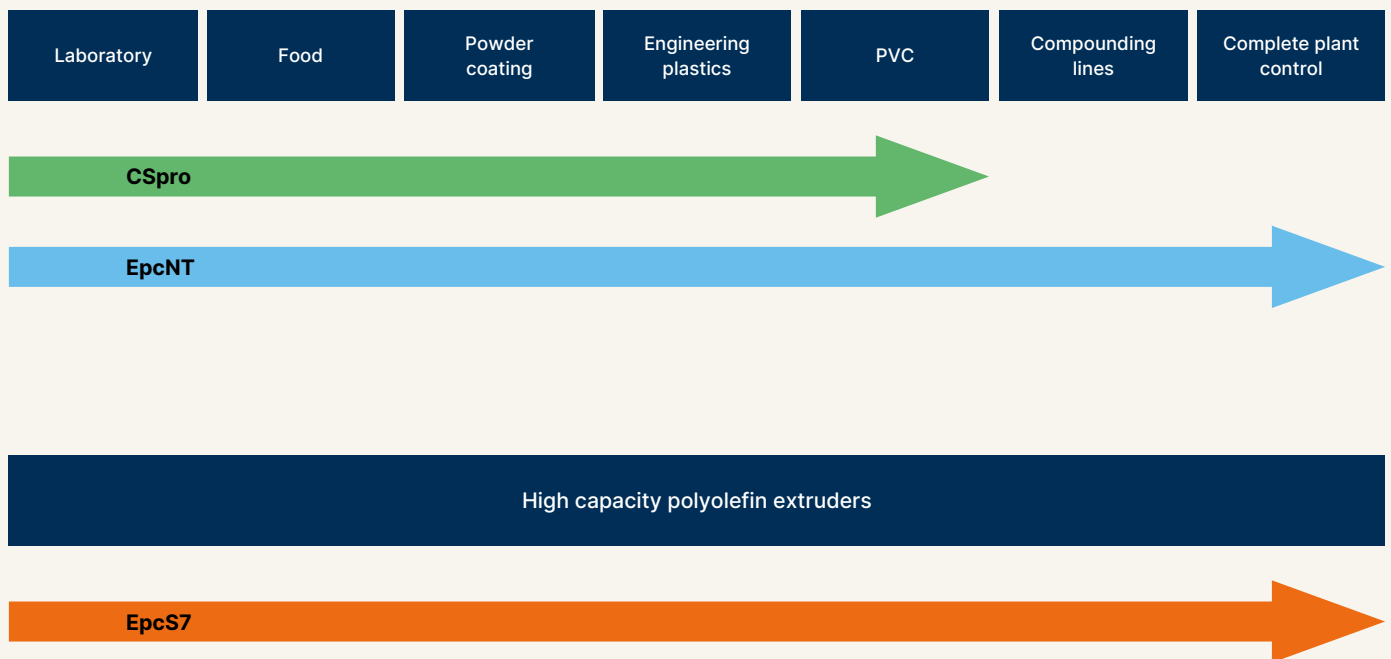 Laboratory
Food
Powder
coating
Engineering
plastics
PVC
Compounding
lines
Complete plant
control
CSpro
EpcNT
High capacity polyolefin extruders
EpcS7